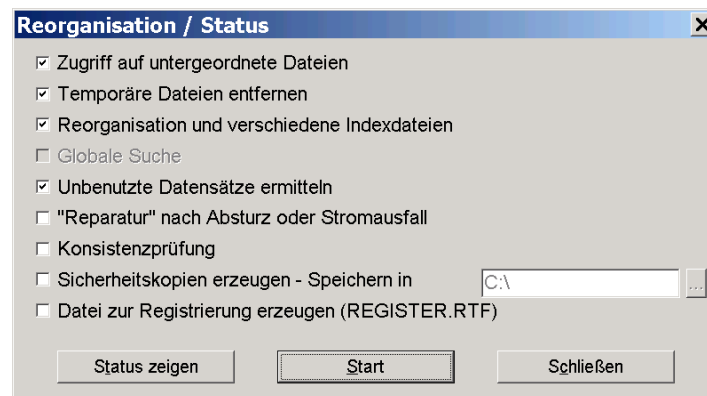 Reorganisation / Status
Zugriff auf untergeordnete Dateien
Temporäre Dateien entfernen
Reorganisation und verschiedene Indexdateien
Globale Suche
Unbenutzte Datensätze ermitteln
"Reparatur" nach Absturz oder Stromausfall
Konsistenzprüfung
Sicherheitskopien erzeugen - Speichern in C:\ ...
Datei zur Registrierung erzeugen (REGISTER.RTF)
Status zeigen Start Schließen